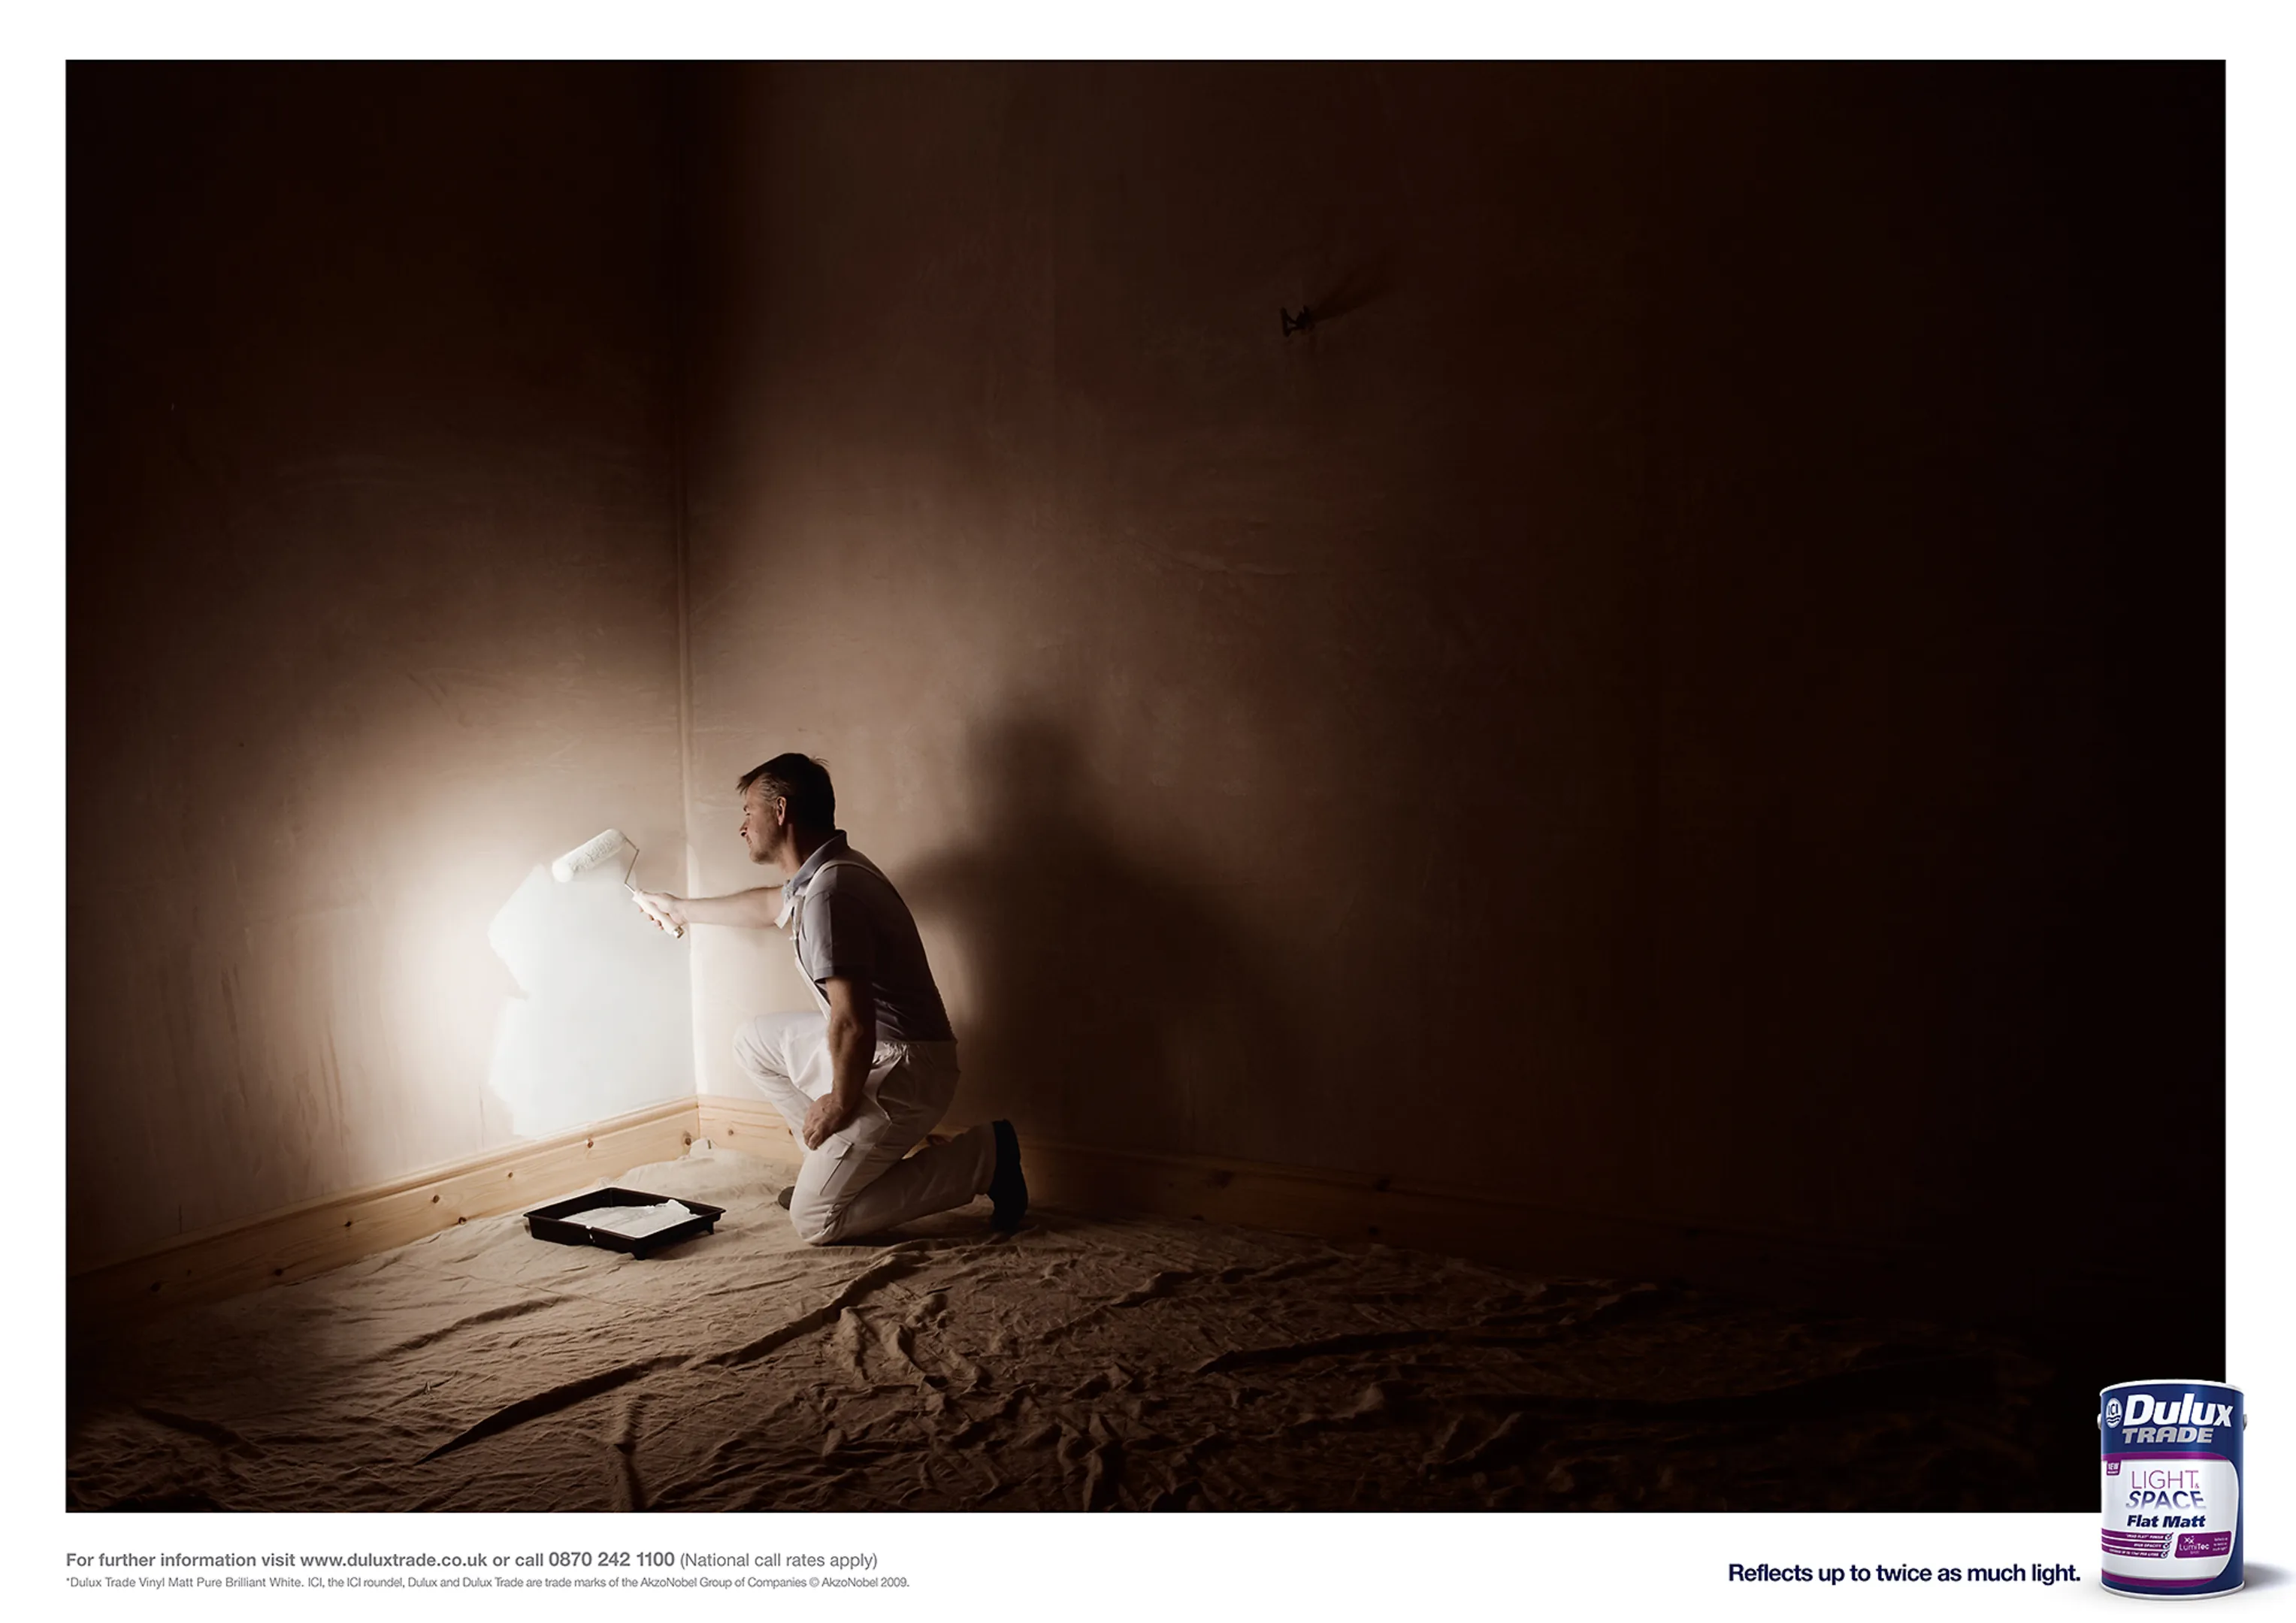 ICI Dulux
TRADE
NEW
LIGHT &
SPACE
Flat Matt
LumiTec
For further information visit www.duluxtrade.co.uk or call 0870 242 1100 (National call rates apply)
*Dulux Trade Vinyl Matt Pure Brilliant White. ICI, the ICI roundel, Dulux and Dulux Trade are trade marks of the AkzoNobel Group of Companies © AkzoNobel 2009.
Reflects up to twice as much light.